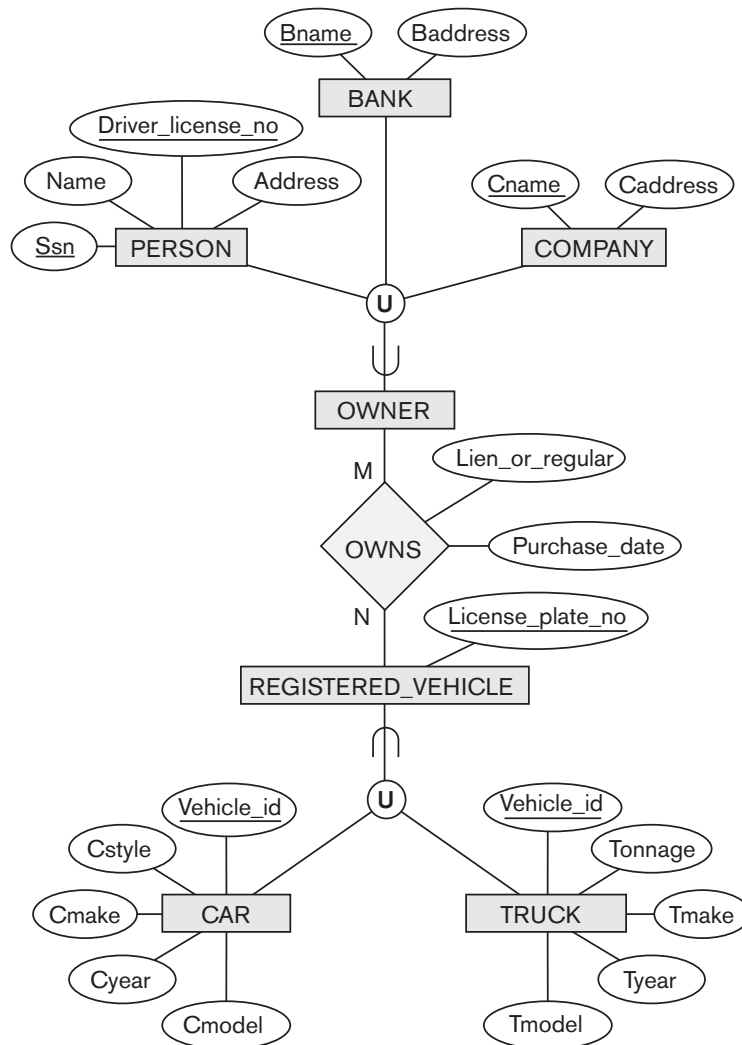 Bname
Baddress
BANK
Driver_license_no
Name
Address
Cname
Caddress
Ssn
PERSON
COMPANY
U
OWNER
M
Lien_or_regular
OWNS
Purchase_date
N
License_plate_no
REGISTERED_VEHICLE
U
Vehicle_id
Vehicle_id
Cstyle
Tonnage
Cmake
CAR
TRUCK
Tmake
Cyear
Tyear
Cmodel
Tmodel